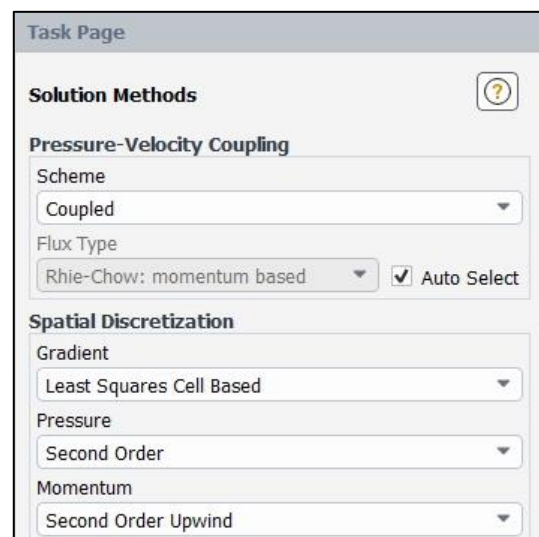 Task Page
Solution Methods
?
Pressure-Velocity Coupling
Scheme
Coupled
Flux Type
Rhie-Chow: momentum based Auto Select
Spatial Discretization
Gradient
Least Squares Cell Based
Pressure
Second Order
Momentum
Second Order Upwind